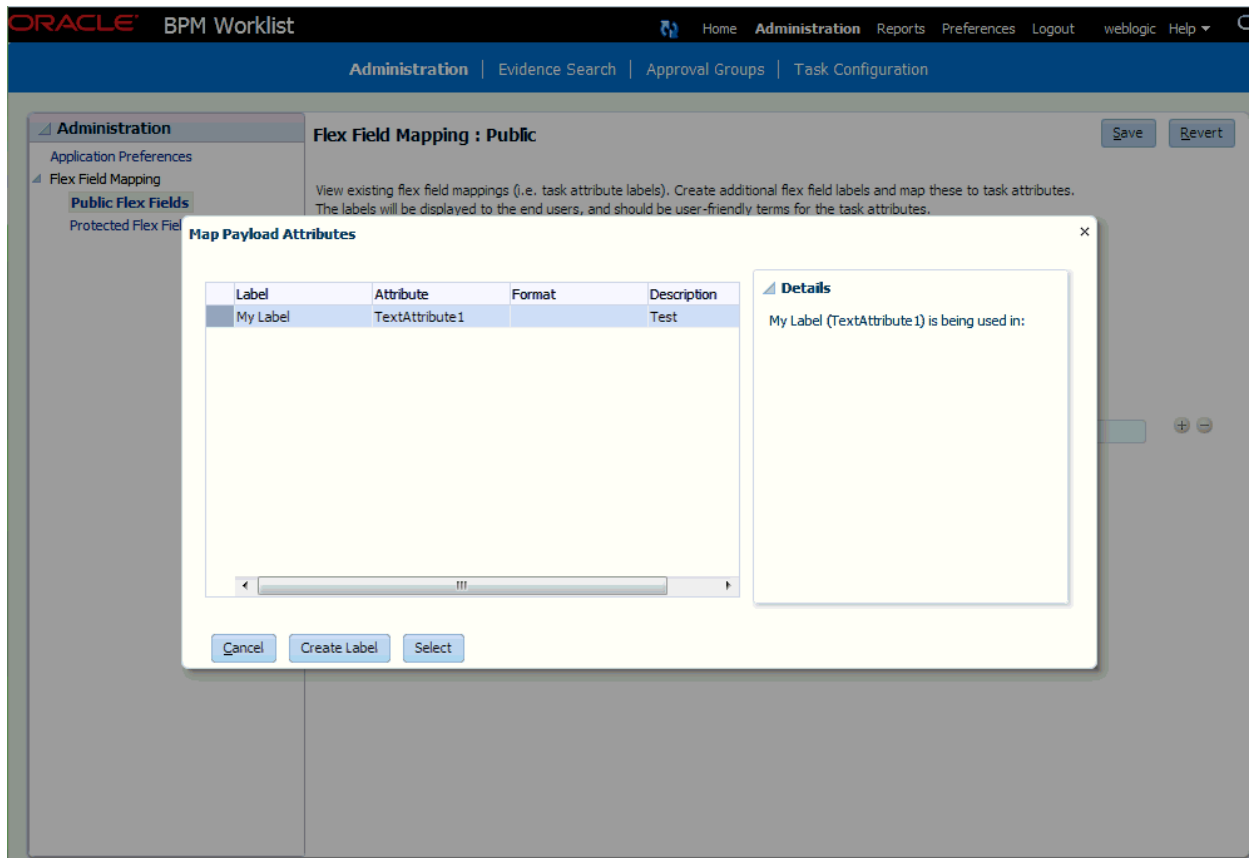 ORACLE BPM Worklist Home Administration Reports Preferences Logout weblogic Help
Administration Evidence Search Approval Groups Task Configuration
Administration
Application Preferences
Flex Field Mapping
Public Flex Fields
Protected Flex Fiel
Flex Field Mapping : Public Save Revert
View existing flex field mappings (i.e. task attribute labels). Create additional flex field labels and map these to task attributes.
The labels will be displayed to the end users, and should be user-friendly terms for the task attributes.
Map Payload Attributes
Label Attribute Format Description
My Label TextAttribute1 Test
Details
My Label (TextAttribute1) is being used in:
Cancel Create Label Select